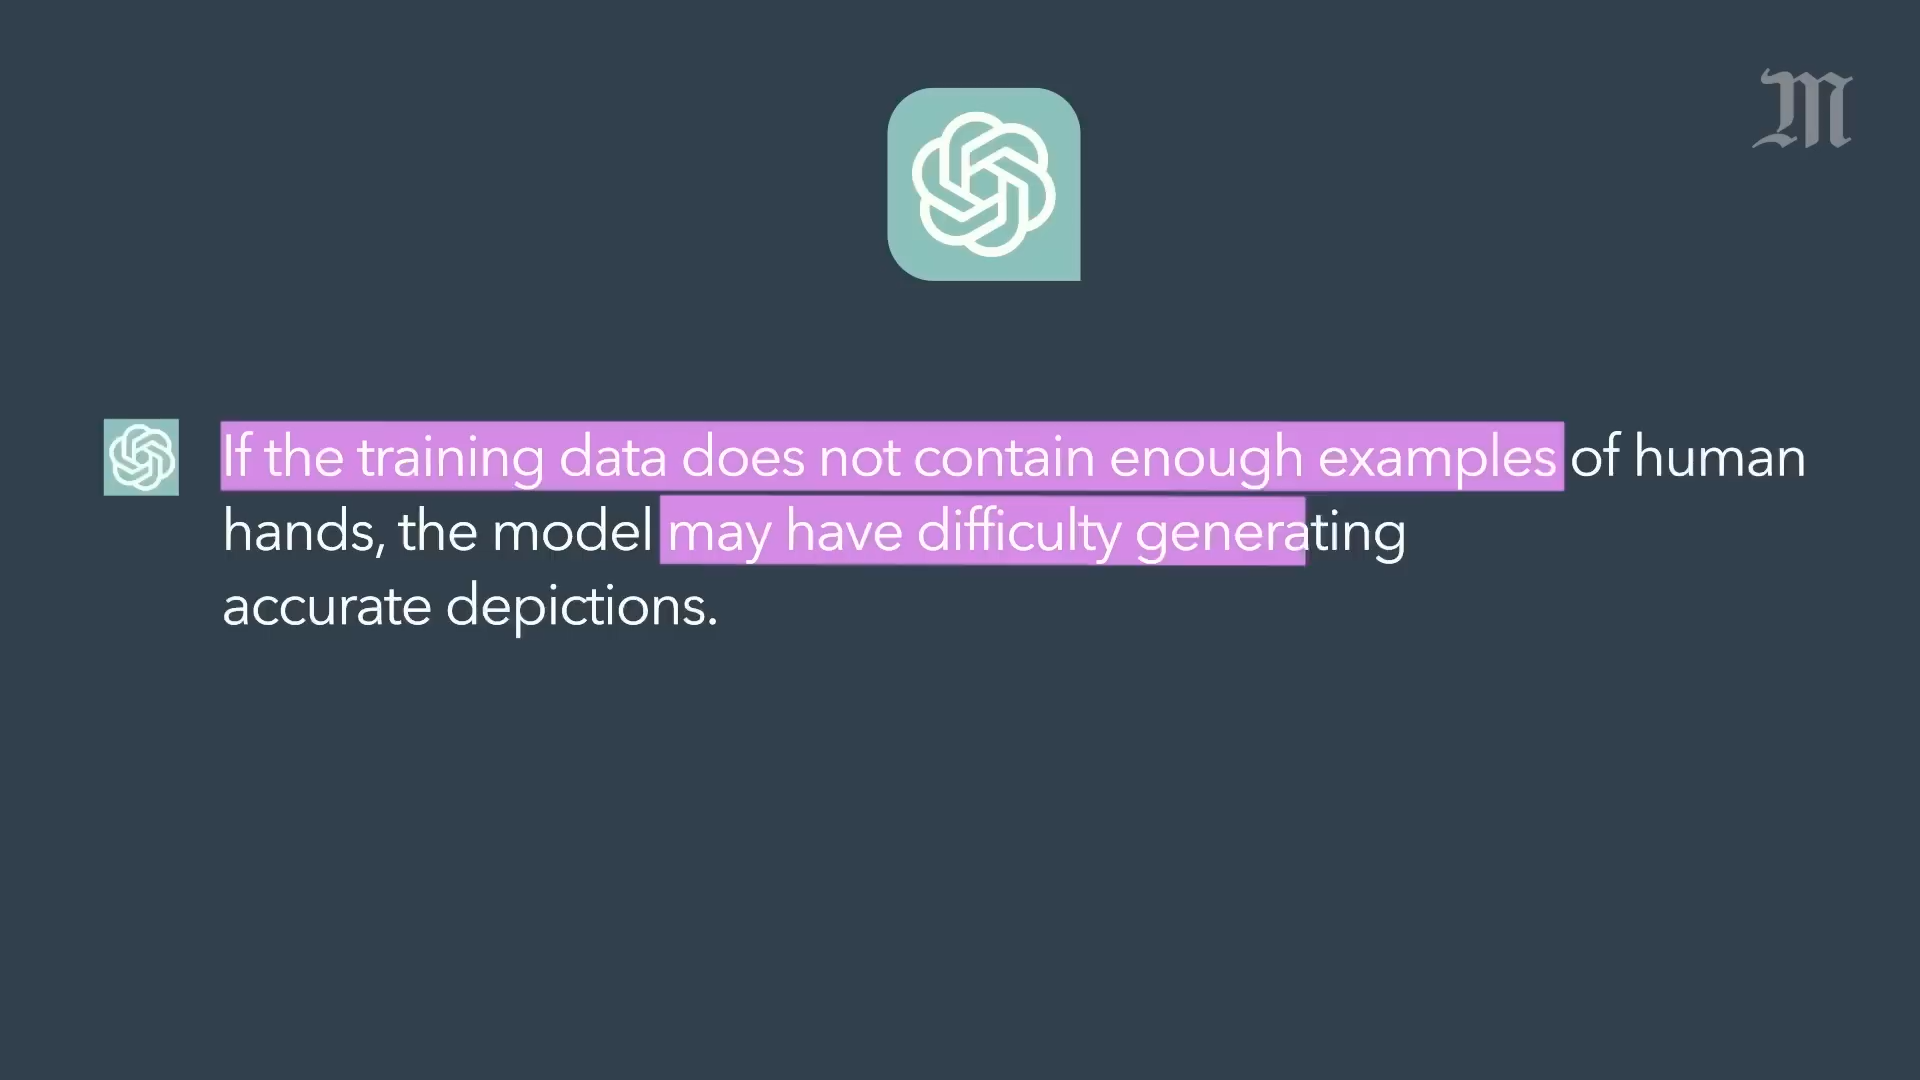 M
If the training data does not contain enough examples of human
hands, the model may have difficulty generating
accurate depictions.